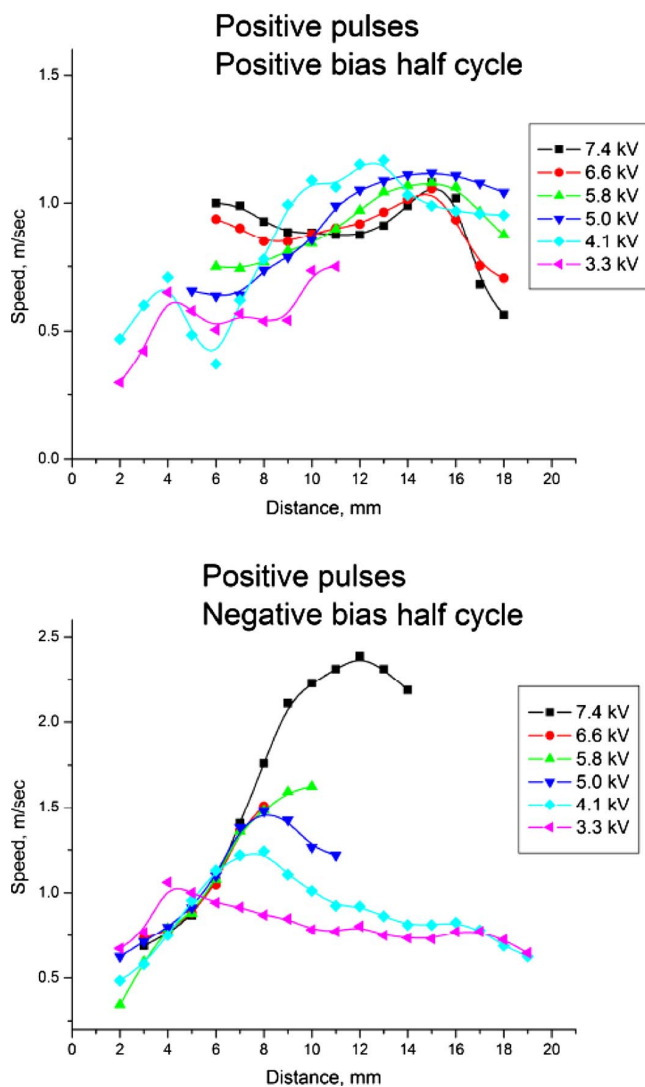 Positive pulses
Positive bias half cycle
1.5
1.0
0.5
0.0
Speed, m/sec
7.4 kV
6.6 kV
5.8 kV
5.0 kV
4.1 kV
3.3 kV
0 2 4 6 8 10 12 14 16 18 20
Distance, mm
Positive pulses
Negative bias half cycle
2.5
2.0
1.5
1.0
0.5
Speed, m/sec
7.4 kV
6.6 kV
5.8 kV
5.0 kV
4.1 kV
3.3 kV
0 2 4 6 8 10 12 14 16 18 20
Distance, mm